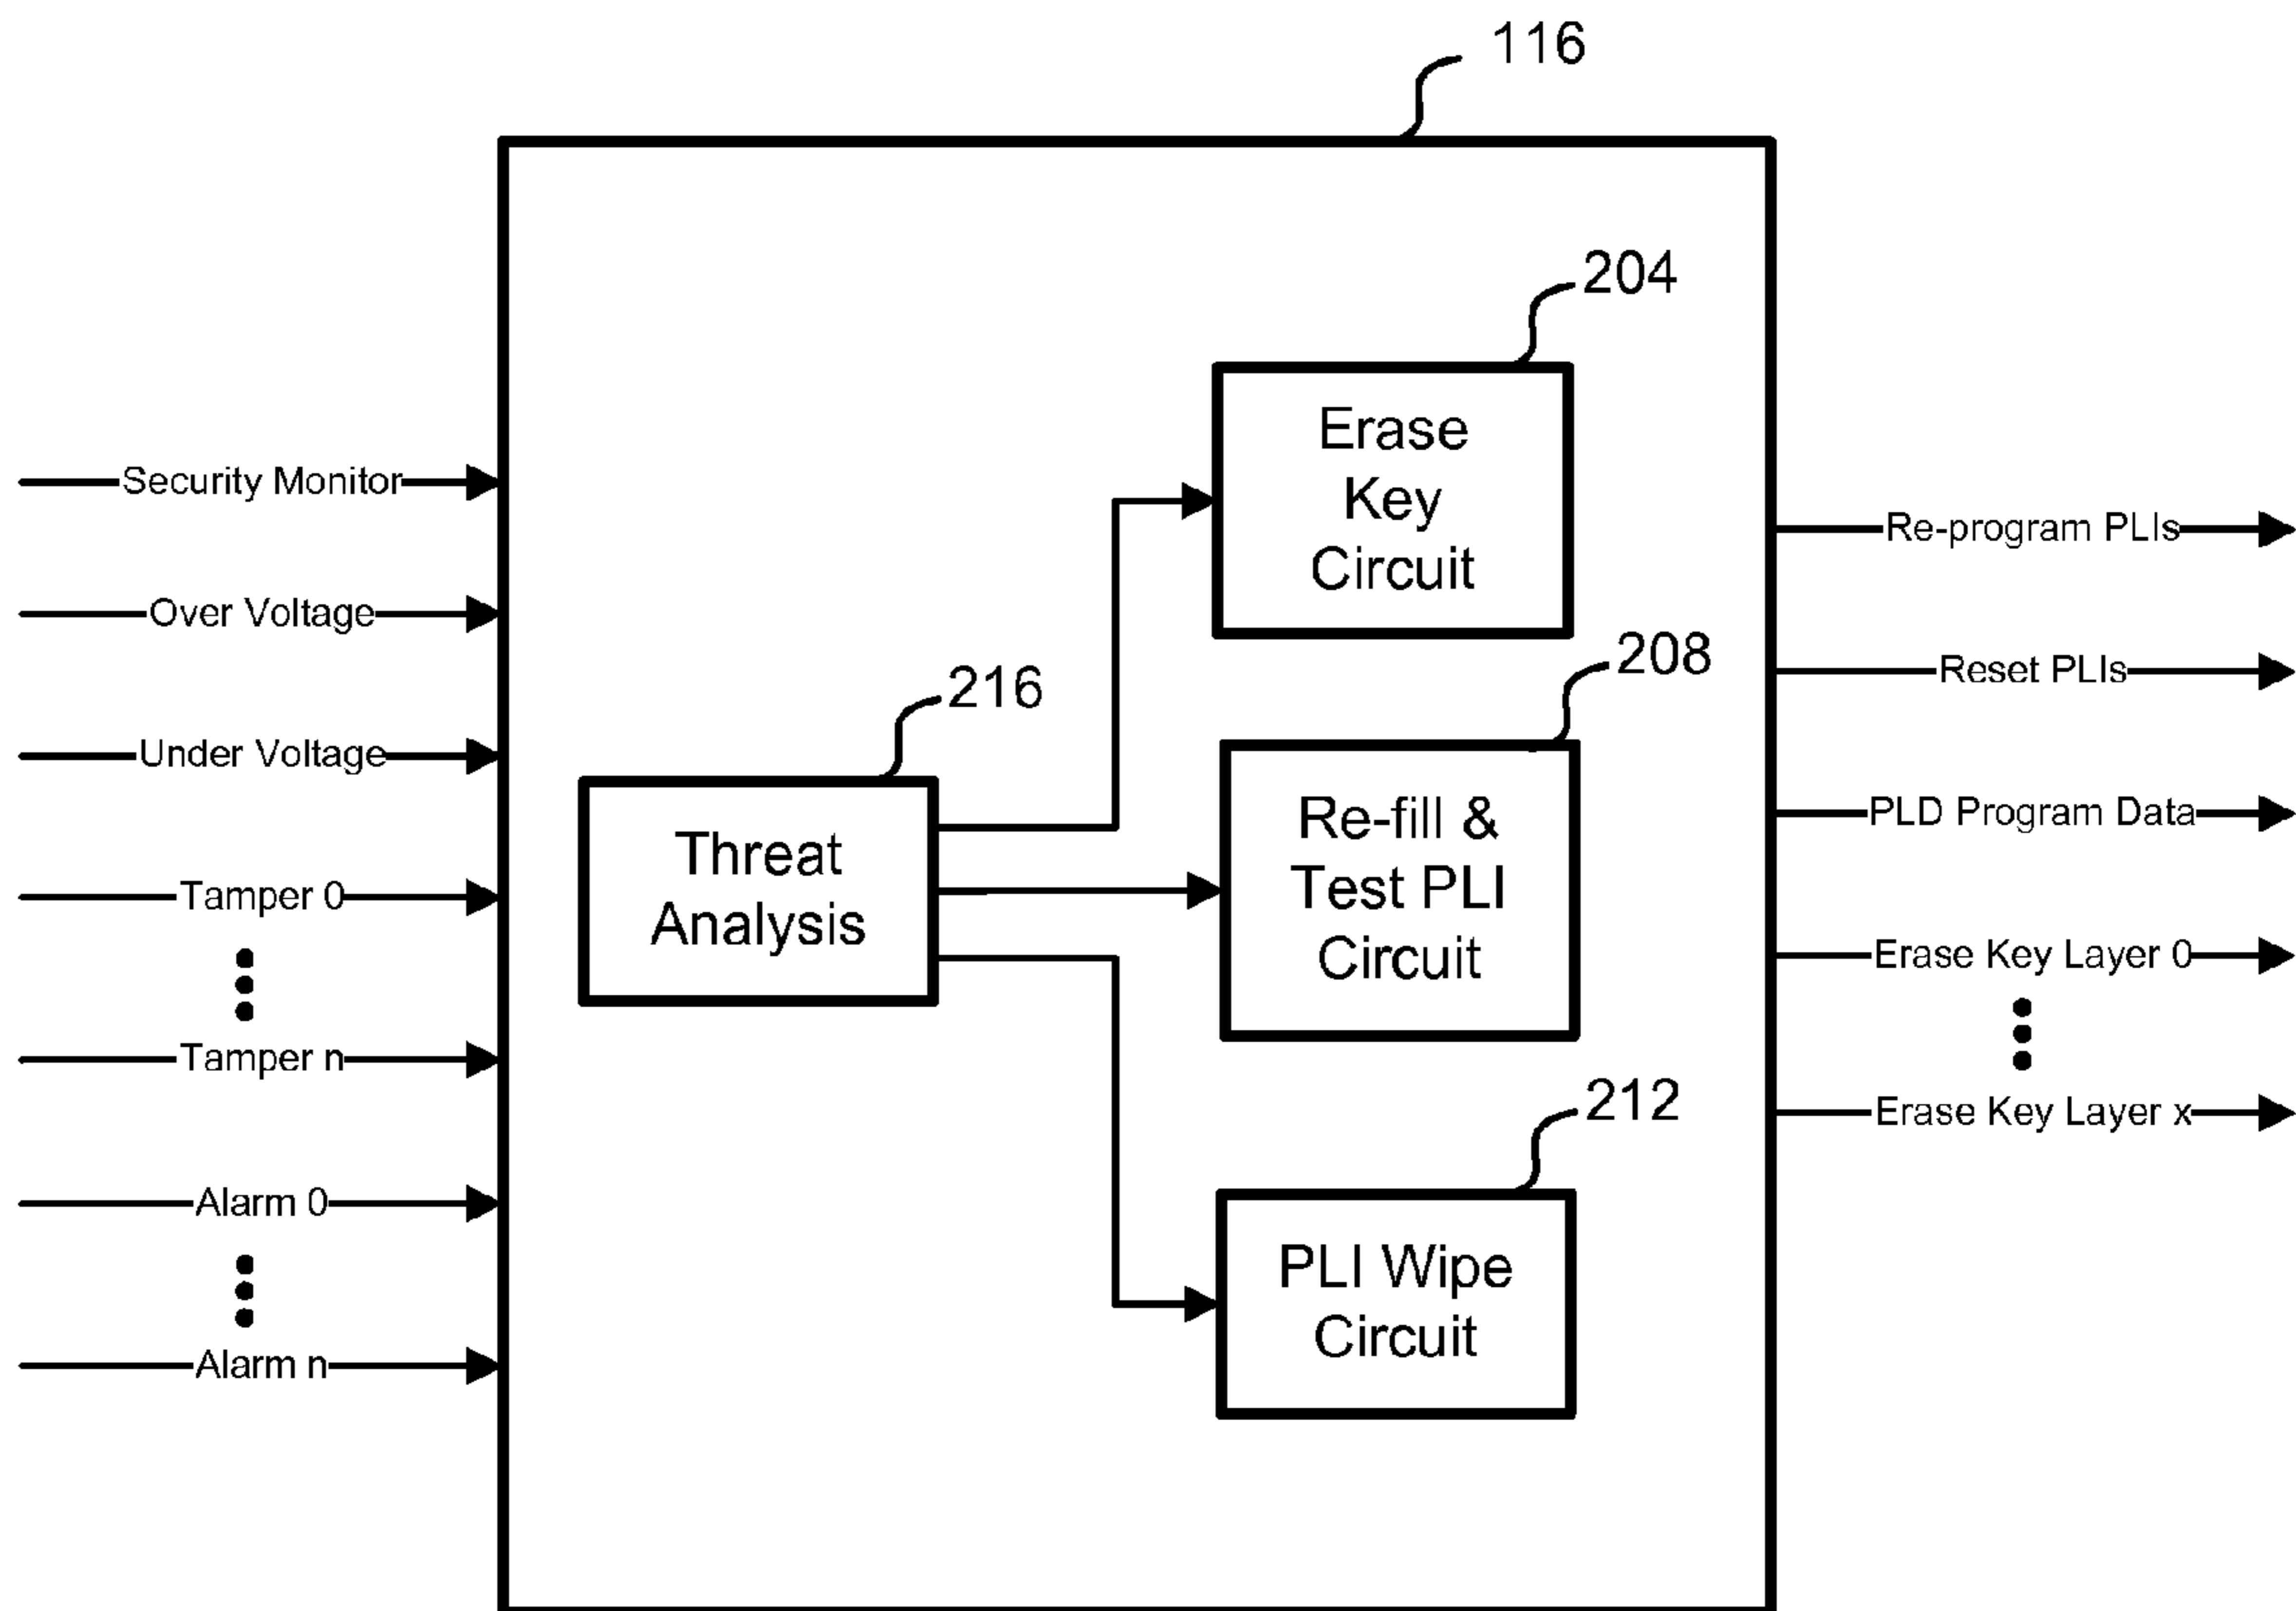 116
204
Erase
Key
Circuit
208
Re-fill &
Test PLI
Circuit
212
PLI Wipe
Circuit
216
Threat
Analysis
Security Monitor
Over Voltage
Under Voltage
Tamper 0
Tamper n
Alarm 0
Alarm n
Re-program PLIs
Reset PLIs
PLD Program Data
Erase Key Layer 0
Erase Key Layer x